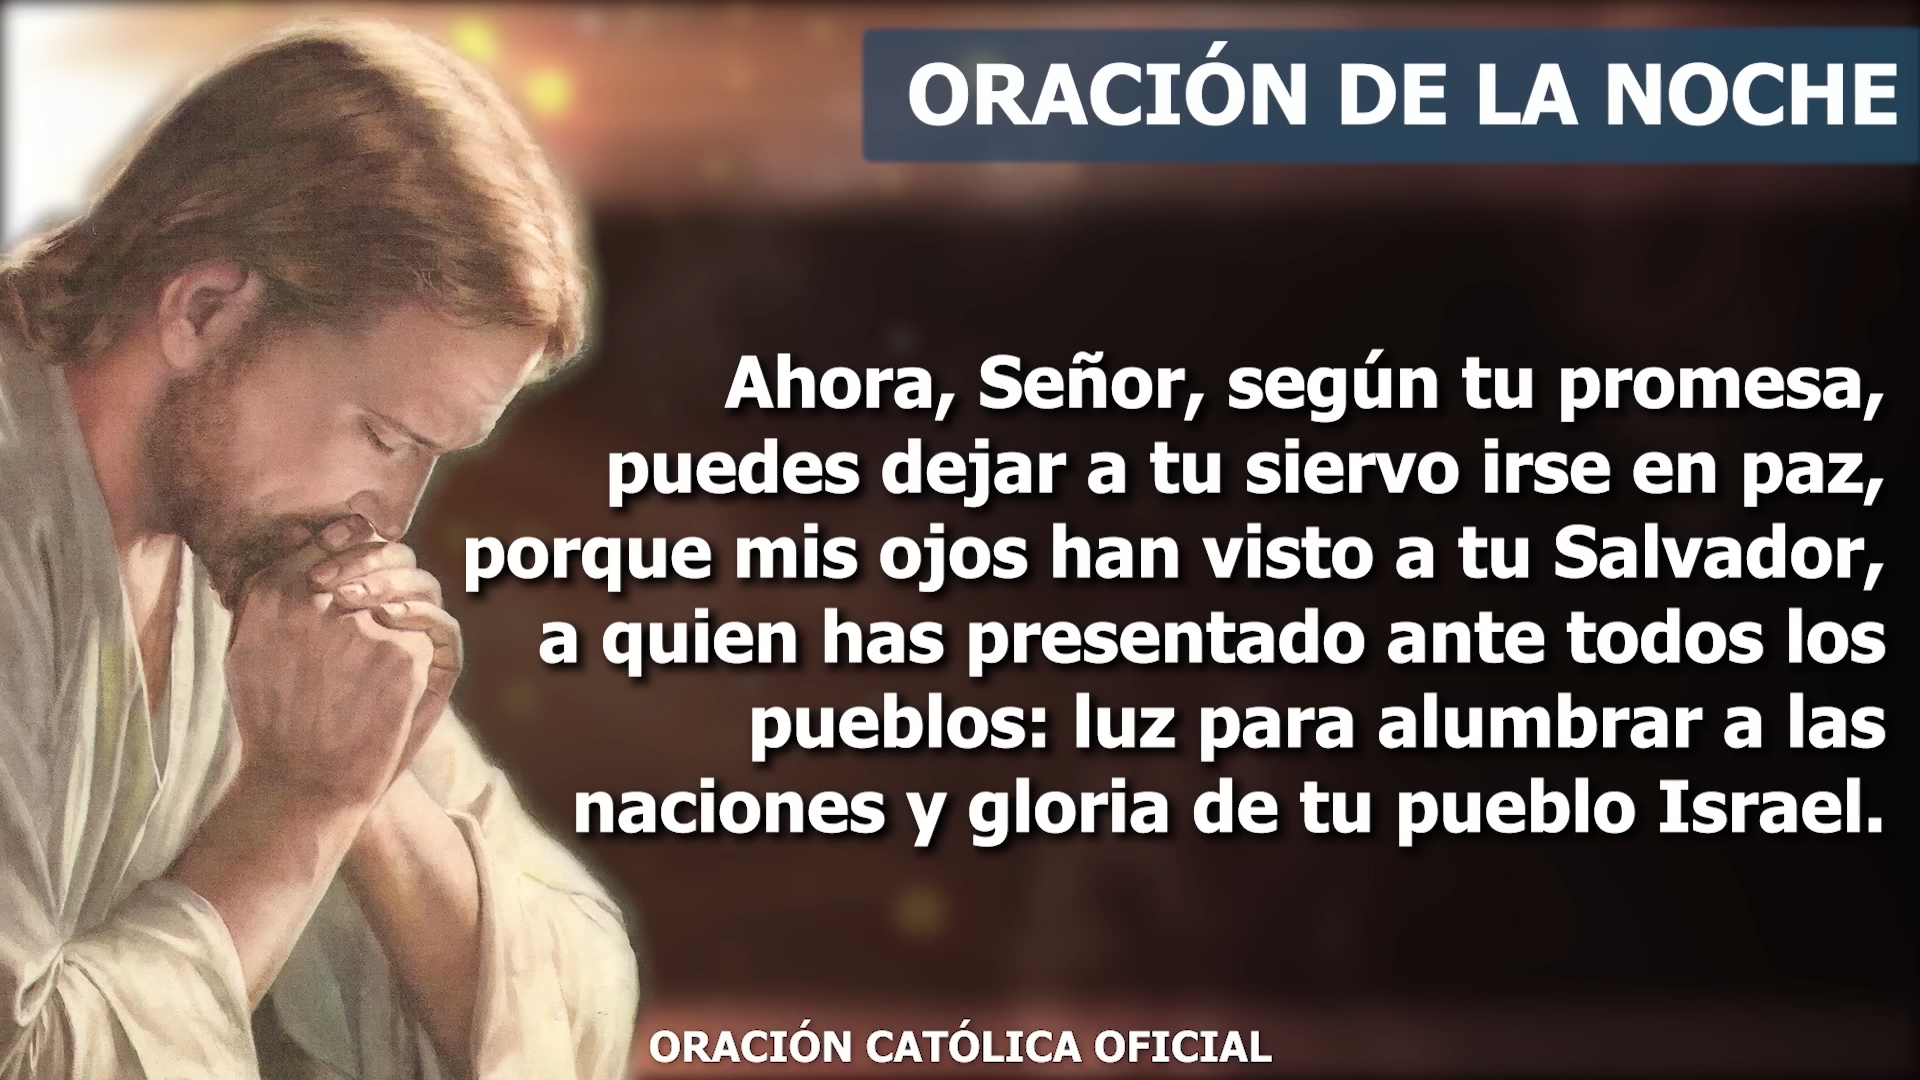 ORACIÓN DE LA NOCHE
Ahora, Señor, según tu promesa,
puedes dejar a tu siervo irse en paz,
porque mis ojos han visto a tu Salvador,
a quien has presentado ante todos los
pueblos: luz para alumbrar a las
naciones y gloria de tu pueblo Israel.
ORACIÓN CATÓLICA OFICIAL